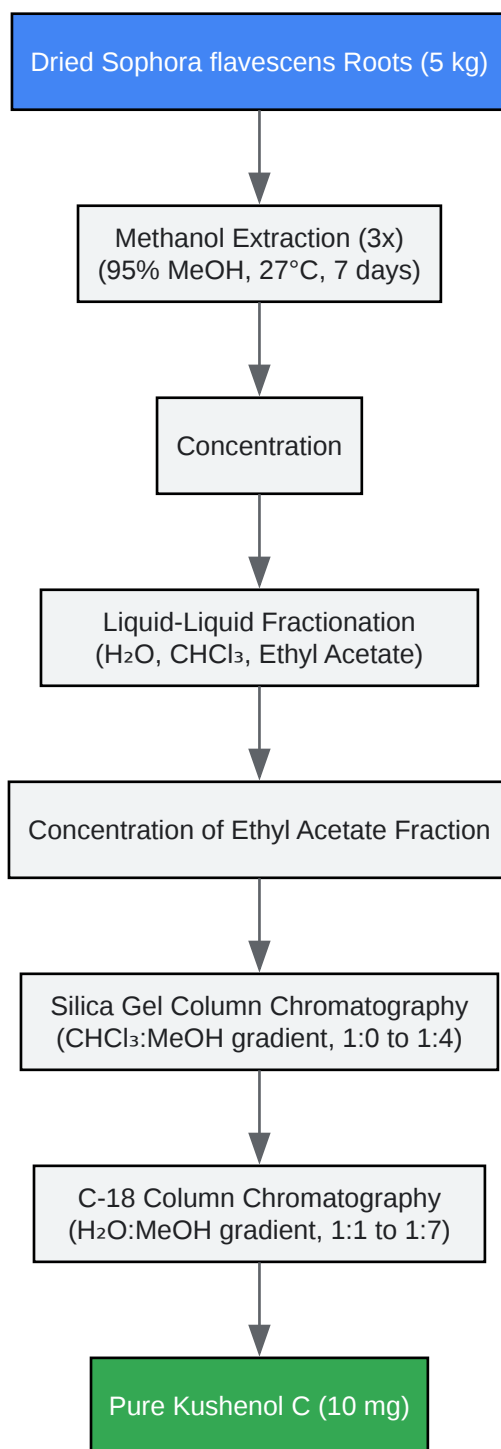 Dried Sophora flavescens Roots (5 kg)
Methanol Extraction (3x)
(95% MeOH, 27°C, 7 days)
Concentration
Liquid-Liquid Fractionation
(H₂O, CHCl₃, Ethyl Acetate)
Concentration of Ethyl Acetate Fraction
Silica Gel Column Chromatography
(CHCl₃:MeOH gradient, 1:0 to 1:4)
C-18 Column Chromatography
(H₂O:MeOH gradient, 1:1 to 1:7)
Pure Kushenol C (10 mg)